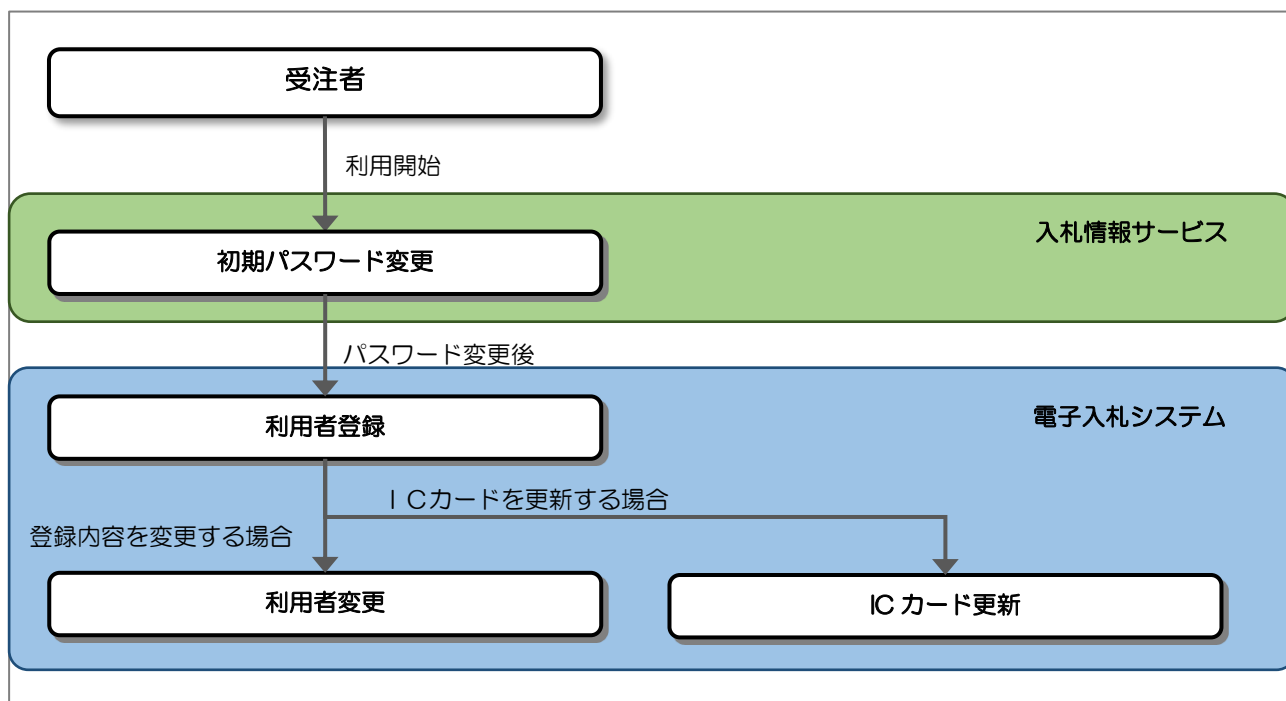 受注者
利用開始
入札情報サービス
初期パスワード変更
パスワード変更後
電子入札システム
利用者登録
ＩＣカードを更新する場合
登録内容を変更する場合
利用者変更
IC カード更新